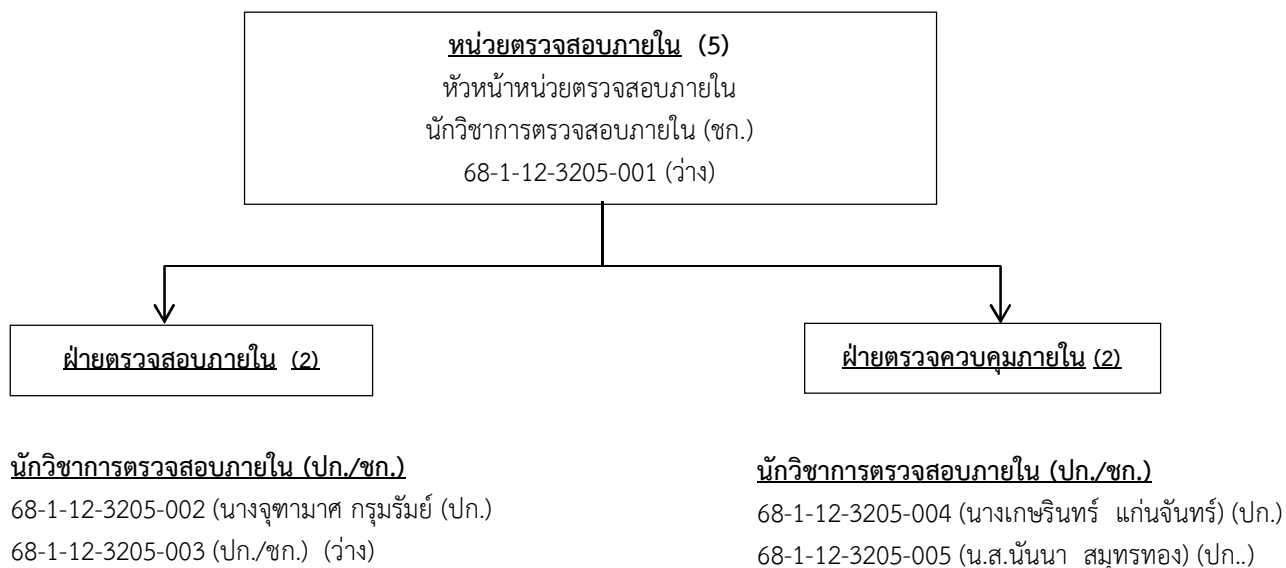 หน่วยตรวจสอบภายใน (5)
หัวหน้าหน่วยตรวจสอบภายใน
นักวิชาการตรวจสอบภายใน (ชก.)
68-1-12-3205-001 (ว่าง)
ฝ่ายตรวจสอบภายใน (2)
ฝ่ายตรวจควบคุมภายใน (2)
นักวิชาการตรวจสอบภายใน (ปก./ชก.)
68-1-12-3205-002 (นางจุฑามาศ กรุมรัมย์ (ปก.)
68-1-12-3205-003 (ปก./ชก.) (ว่าง)
นักวิชาการตรวจสอบภายใน (ปก./ชก.)
68-1-12-3205-004 (นางเกษรินทร์ แก่นจันทร์) (ปก.)
68-1-12-3205-005 (น.ส.นันนา สมุทรทอง) (ปก..)